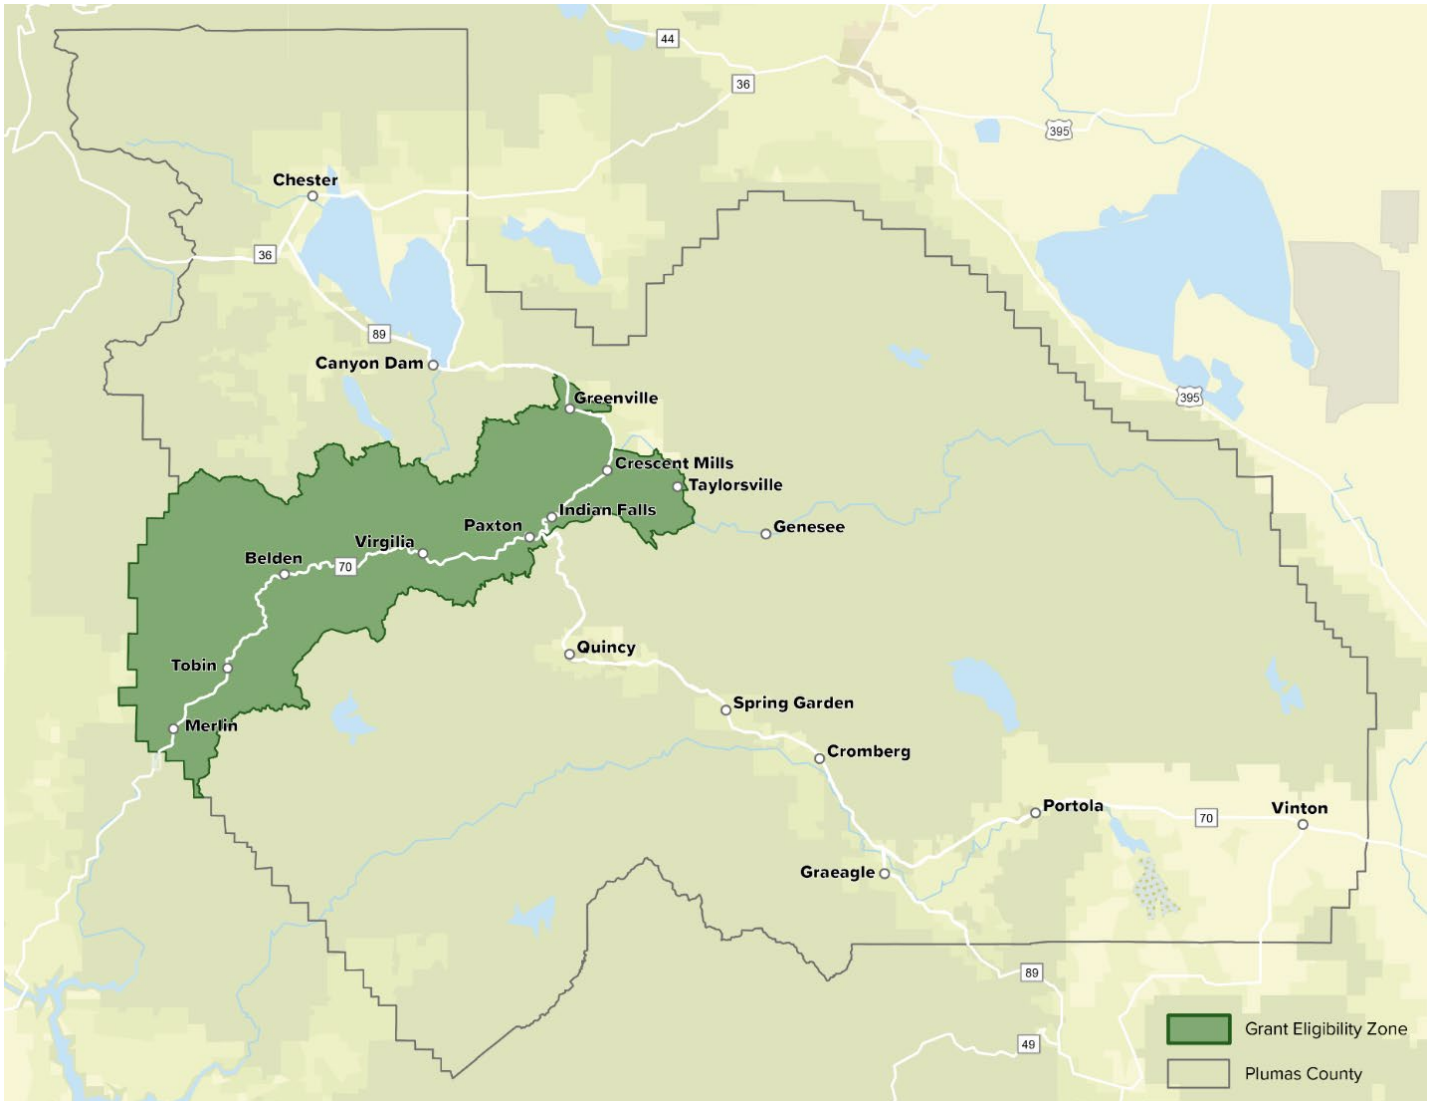 44
36
395
Chester
36
89
Canyon Dam
395
Greenville
Crescent Mills
Taylorsville
Indian Falls
Paxton
Genesee
Virgilia
Belden
70
Quincy
Tobin
Spring Garden
Merlin
Cromberg
Portola
70
Vinton
Graeagle
89
Grant Eligibility Zone
49
Plumas County